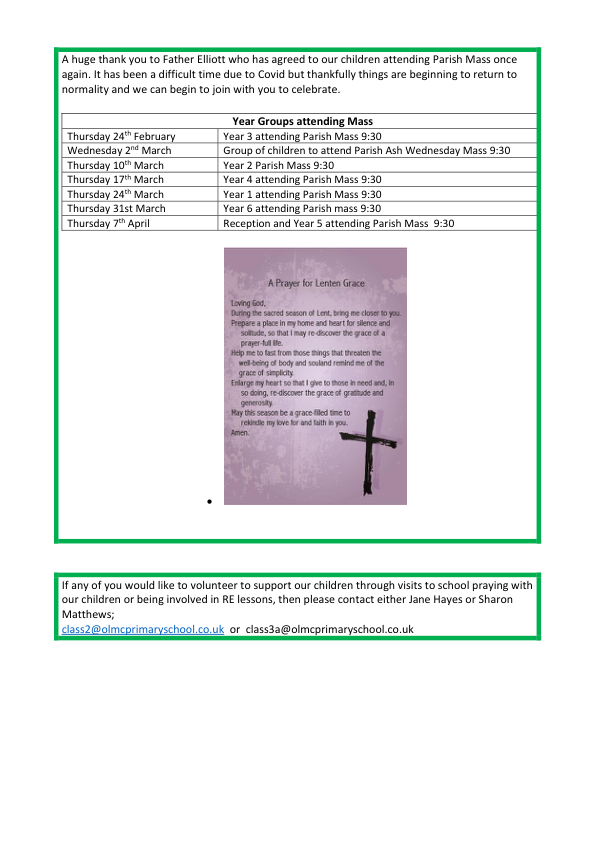 A huge thank you to Father Elliott who has agreed to our children attending Parish Mass once
again. It has been a difficult time due to Covid but thankfully things are beginning to return to
normality and we can begin to join with you to celebrate.
Year Groups attending Mass
Thursday 24th February Year 3 attending Parish Mass 9:30
Wednesday 2nd March Group of children to attend Parish Ash Wednesday Mass 9:30
Thursday 10th March Year 2 Parish Mass 9:30
Thursday 17th March Year 4 attending Parish Mass 9:30
Thursday 24th March Year 1 attending Parish Mass 9:30
Thursday 31st March Year 6 attending Parish mass 9:30
Thursday 7th April Reception and Year 5 attending Parish Mass  9:30
A Prayer for Lenten Grace
Loving God,
During the sacred season of Lent, bring me closer to you.
Prepare a place in my home and heart for silence and
solitude, so that I may re-discover the grace of a
prayer-full life.
Help me to fast from those things that threaten the
well-being of body and souland remind me of the
grace of simplicity.
Enlarge my heart so that I give to those in need and, in
so doing, re-discover the grace of gratitude and
generosity.
May this season be a grace-filled time to
rekindle my love for and faith in you.
Amen.
If any of you would like to volunteer to support our children through visits to school praying with
our children or being involved in RE lessons, then please contact either Jane Hayes or Sharon
Matthews;
class2@olmcprimaryschool.co.uk  or  class3a@olmcprimaryschool.co.uk